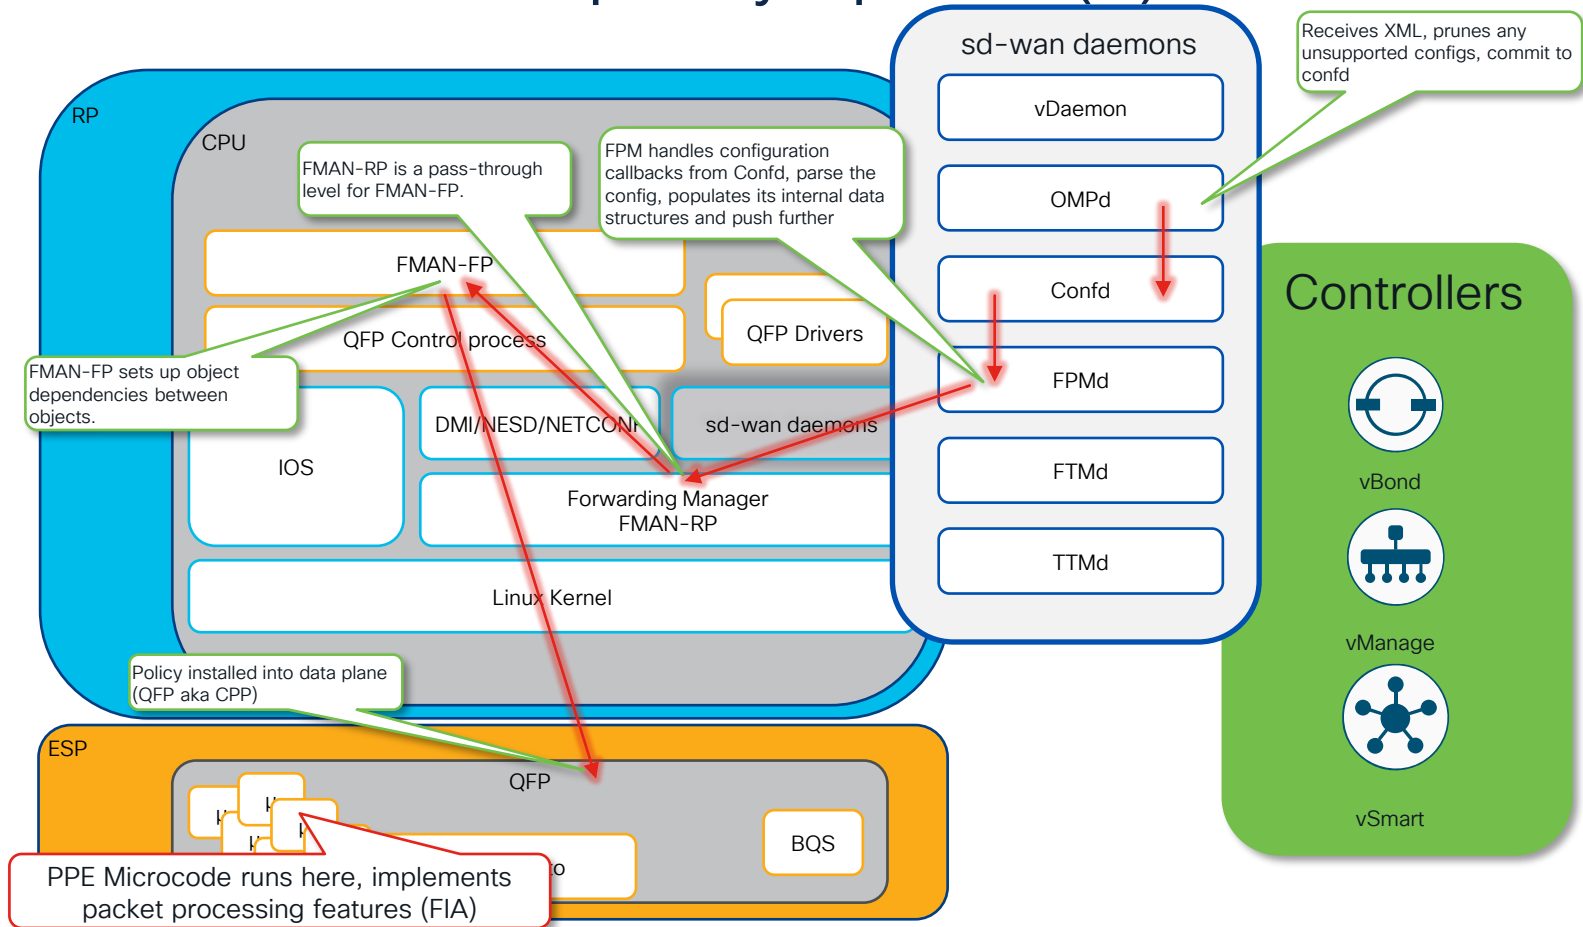 sd-wan daemons
Receives XML, prunes any
unsupported configs, commit to
confd
RP
CPU
vDaemon
FMAN-RP is a pass-through
level for FMAN-FP.
FPM handles configuration
callbacks from Confd, parse the
config, populates its internal data
structures and push further
OMPd
FMAN-FP
Confd
Controllers
QFP Control process
QFP Drivers
FMAN-FP sets up object
dependencies between
objects.
FPMd
DMI/NESD/NETCONF
sd-wan daemons
IOS
FTMd
vBond
Forwarding Manager
FMAN-RP
TTMd
Linux Kernel
vManage
Policy installed into data plane
(QFP aka CPP)
ESP
QFP
µ
µ
µ
µ
BQS
vSmart
PPE Microcode runs here, implements
packet processing features (FIA)